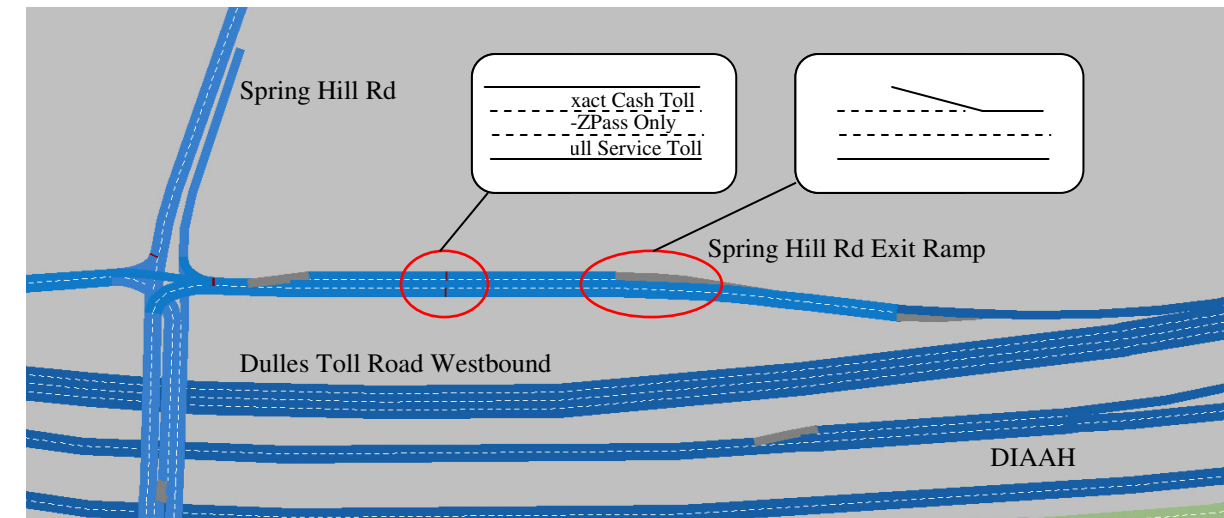 Spring Hill Rd
xact Cash Toll
-ZPass Only
ull Service Toll
Spring Hill Rd Exit Ramp
Dulles Toll Road Westbound
DIAAH